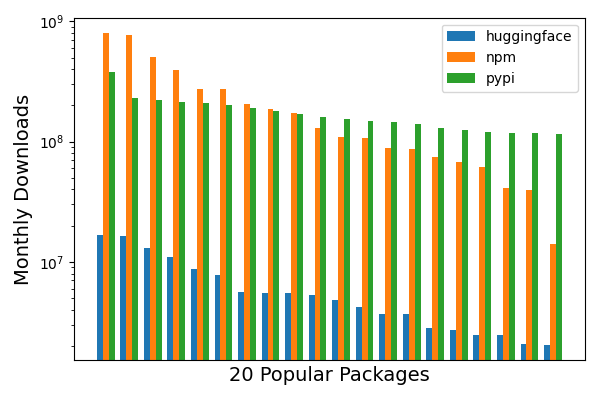 10⁹
10⁸
10⁷
Monthly Downloads
20 Popular Packages
huggingface
npm
pypi